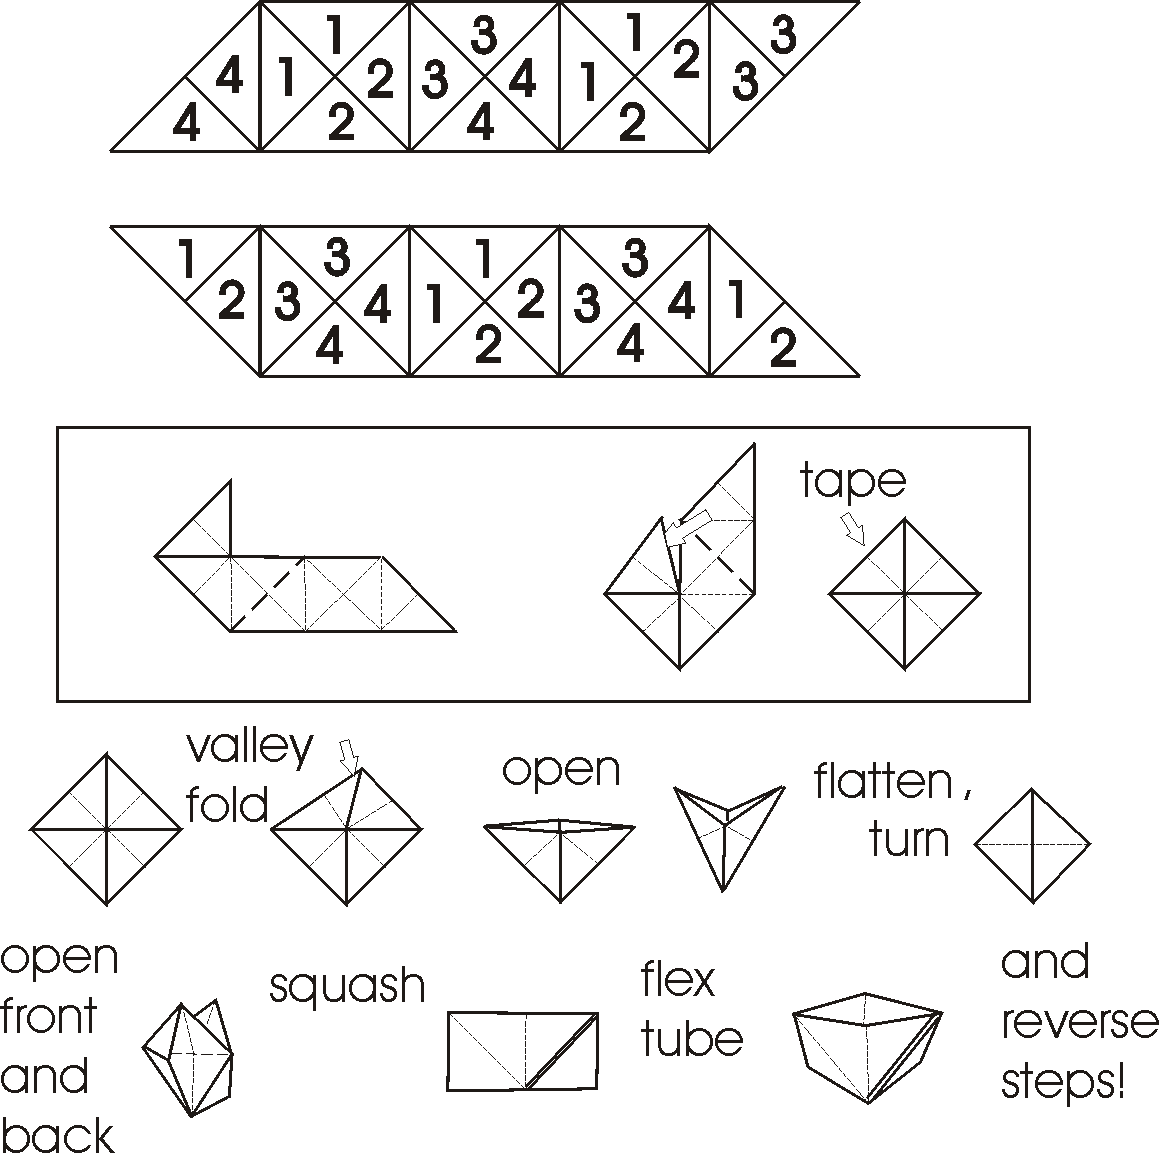 1 3 1 3
4 1 2 3 4 1 2 3
4 2 4 2
1 3 1 3 1
2 3 4 1 2 3 4
4 2 4 2
tape
valley
fold
open
flatten,
turn
open
front
and
back
squash
flex
tube
and
reverse
steps!